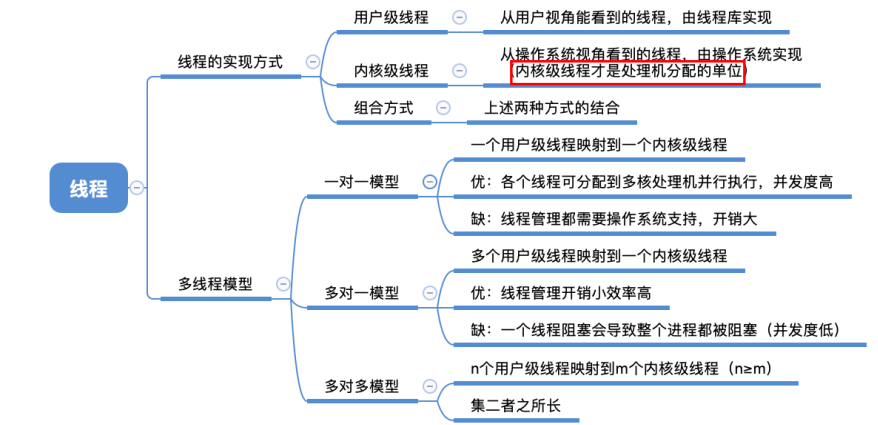 线程
线程的实现方式
用户级线程
从用户视角能看到的线程，由线程库实现
内核级线程
从操作系统视角看到的线程，由操作系统实现
（内核级线程才是处理机分配的单位）
组合方式
上述两种方式的结合
多线程模型
一对一模型
一个用户级线程映射到一个内核级线程
优：各个线程可分配到多核处理机并行执行，并发度高
缺：线程管理都需要操作系统支持，开销大
多对一模型
多个用户级线程映射到一个内核级线程
优：线程管理开销小效率高
缺：一个线程阻塞会导致整个进程都被阻塞（并发度低）
多对多模型
n个用户级线程映射到m个内核级线程（n≥m）
集二者之所长